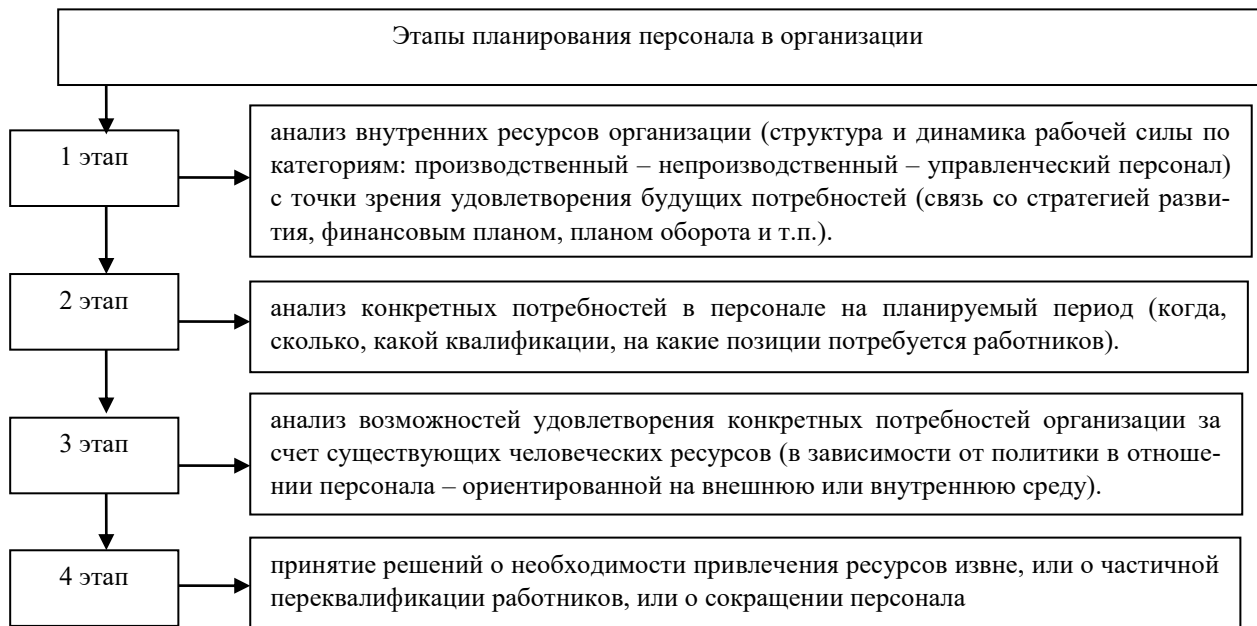 Этапы планирования персонала в организации
1 этап
анализ внутренних ресурсов организации (структура и динамика рабочей силы по
категориям: производственный – непроизводственный – управленческий персонал)
с точки зрения удовлетворения будущих потребностей (связь со стратегией разви-
тия, финансовым планом, планом оборота и т.п.).
2 этап
анализ конкретных потребностей в персонале на планируемый период (когда,
сколько, какой квалификации, на какие позиции потребуется работников).
3 этап
анализ возможностей удовлетворения конкретных потребностей организации за
счет существующих человеческих ресурсов (в зависимости от политики в отноше-
нии персонала – ориентированной на внешнюю или внутреннюю среду).
4 этап
принятие решений о необходимости привлечения ресурсов извне, или о частичной
переквалификации работников, или о сокращении персонала